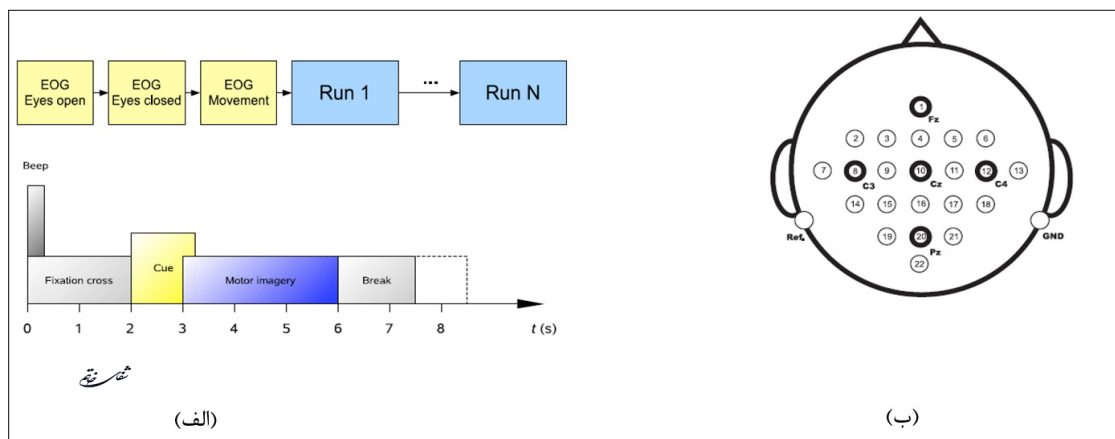 EOG
Eyes open
EOG
Eyes closed
EOG
Movement
Run 1
...
Run N
Beep
Fixation cross
Cue
Motor imagery
Break
0 1 2 3 4 5 6 7 8 t (s)
شفای خاتم
(الف)
1
Fz
2 3 4 5 6
7 8 9 10 11 12 13
C3 Cz C4
14 15 16 17 18
Ref. GND
19 20 21
Pz
22
(ب)